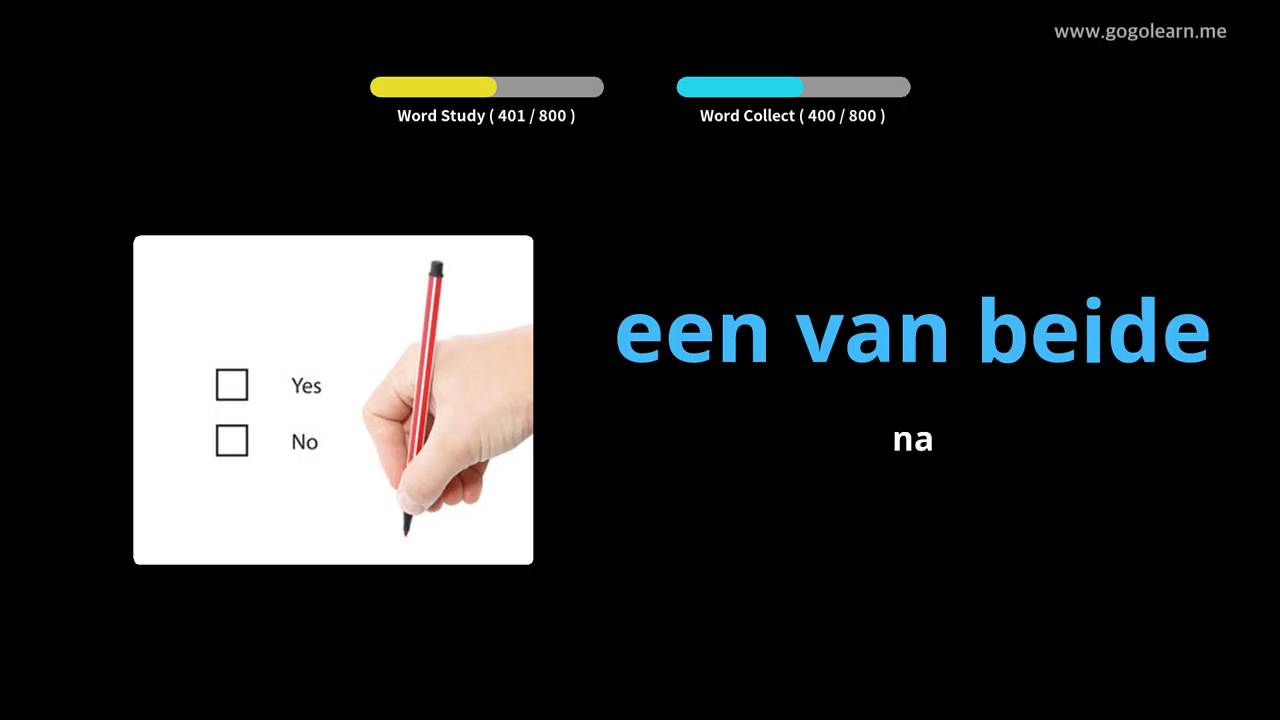 www.gogolearn.me
Word Study ( 401 / 800 )
Word Collect ( 400 / 800 )
Yes
No
een van beide
na